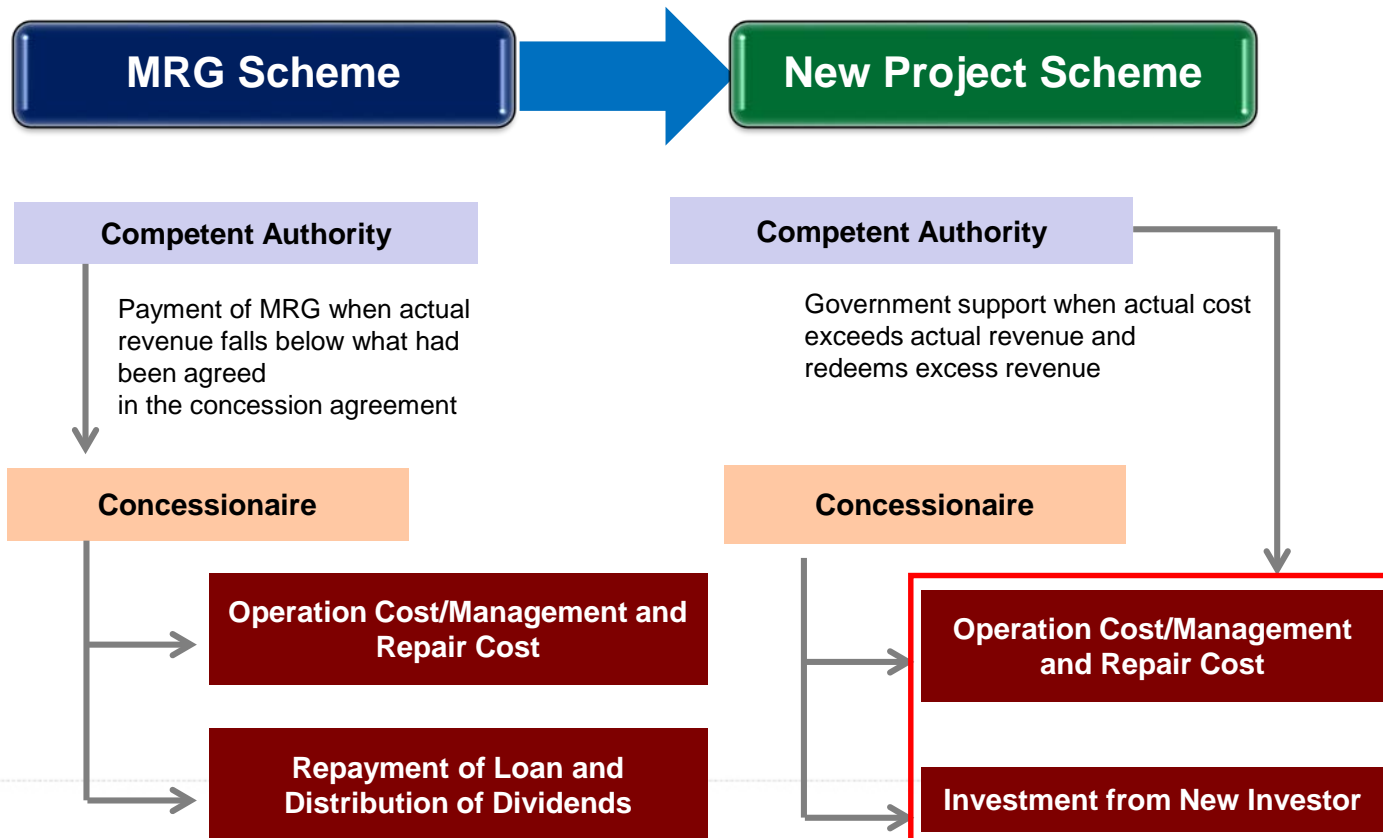 MRG Scheme
New Project Scheme
Competent Authority
Payment of MRG when actual
revenue falls below what had
been agreed
in the concession agreement
Concessionaire
Operation Cost/Management and
Repair Cost
Repayment of Loan and
Distribution of Dividends
Competent Authority
Government support when actual cost
exceeds actual revenue and
redeems excess revenue
Concessionaire
Operation Cost/Management
and Repair Cost
Investment from New Investor